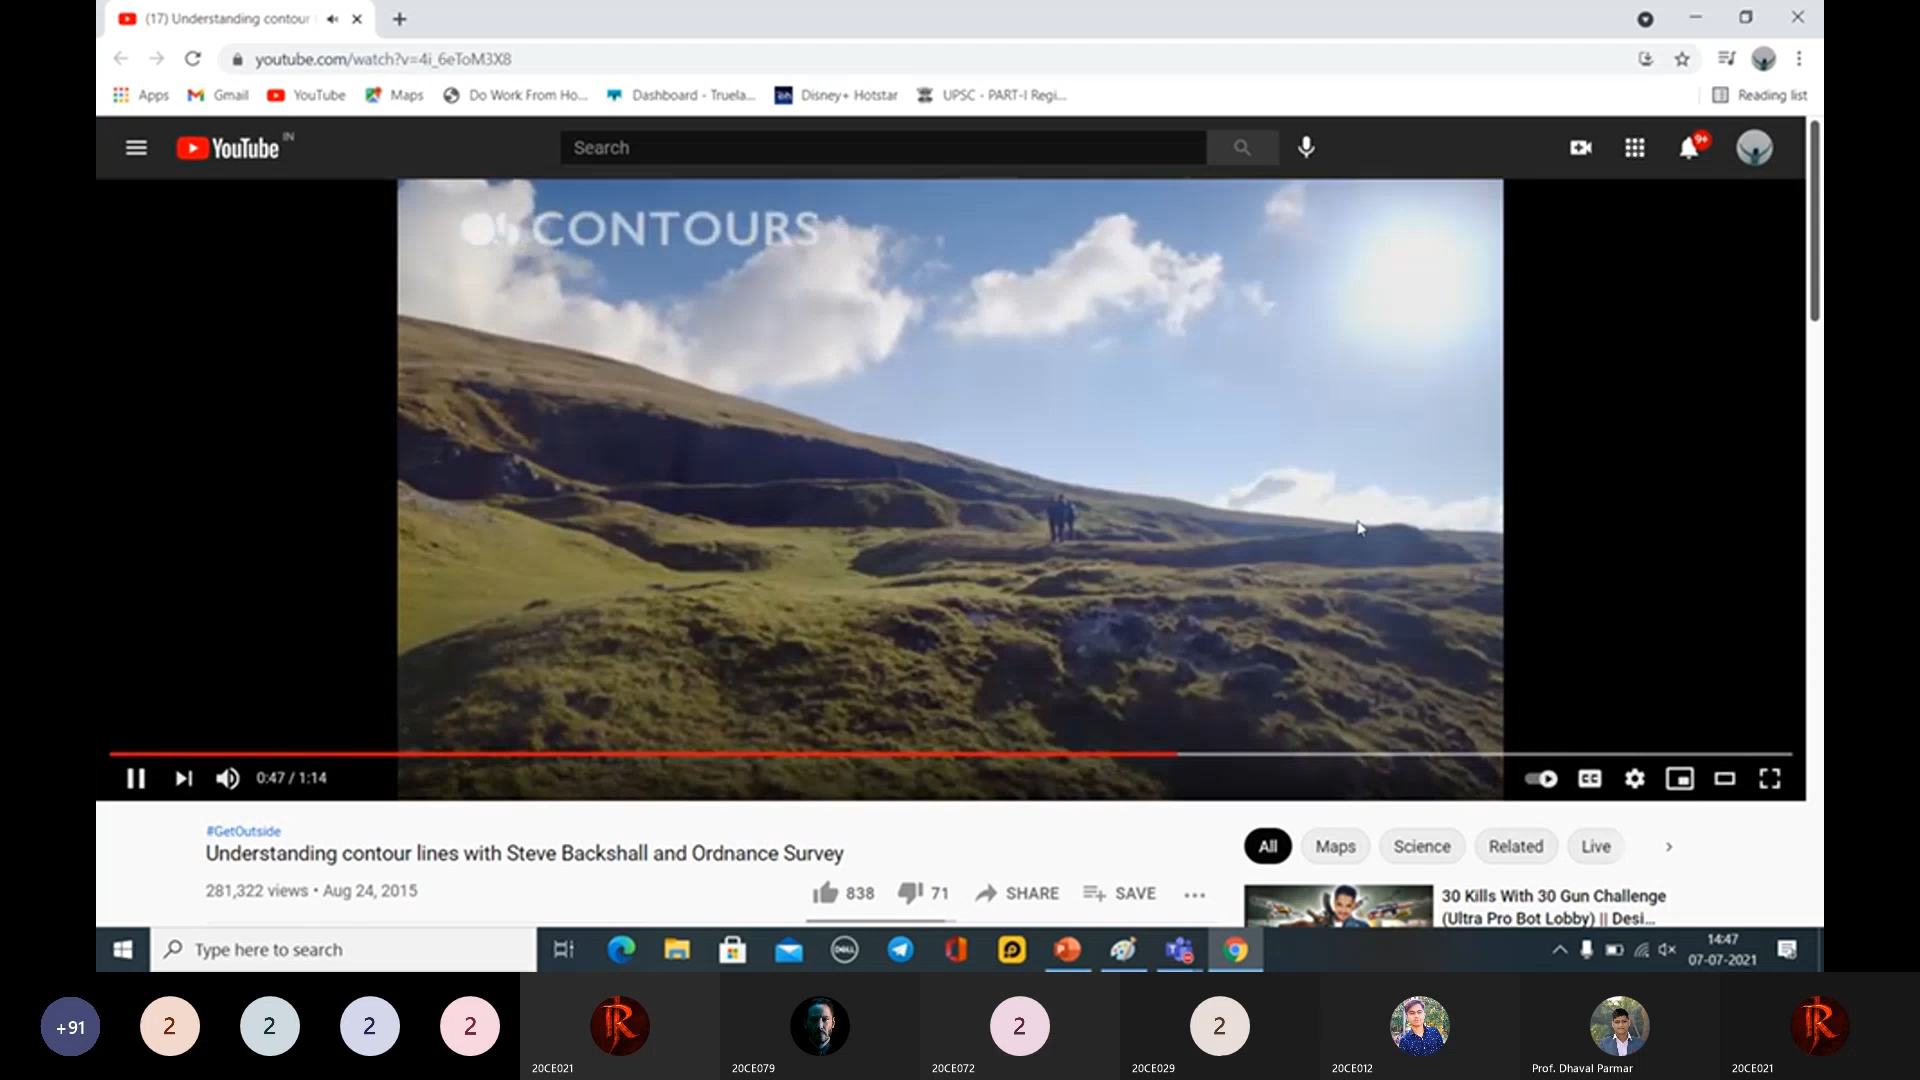 (17) Understanding contour
youtube.com/watch?v=4i_6eToM3X8
Apps
Gmail
YouTube
Maps
Do Work From Ho...
Dashboard - Truela...
Disney+ Hotstar
UPSC - PART-I Regi...
Reading list
YouTube IN
Search
9+
CONTOURS
0:47 / 1:14
CC
#GetOutside
Understanding contour lines with Steve Backshall and Ordnance Survey
281,322 views • Aug 24, 2015
838
71
SHARE
SAVE
All
Maps
Science
Related
Live
30 Kills With 30 Gun Challenge
(Ultra Pro Bot Lobby) || Desi...
Type here to search
DELL
14:47
07-07-2021
+91
2
2
2
2
2
2
20CE021
20CE079
20CE072
20CE029
20CE012
Prof. Dhaval Parmar
20CE021